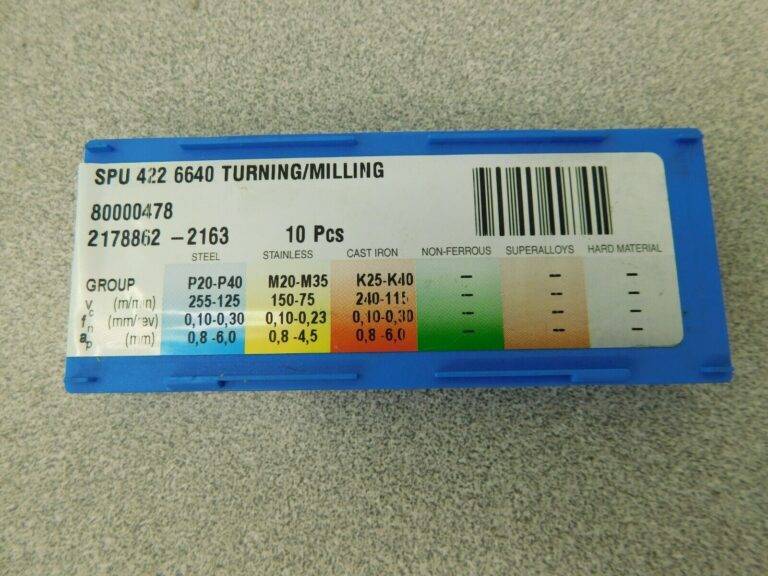 SPU 422 6640 TURNING/MILLING
80000478
2178862 -2163 10 Pcs
STEEL STAINLESS CAST IRON NON-FERROUS SUPERALLOYS HARD MATERIAL
GROUP P20-P40 M20-M35 K25-K40 - -- -
vc (m/min) 255-125 150-75 240-115 - -- -
fn (mm/rev) 0,10-0,30 0,10-0,23 0,10-0,30 - -- -
ap (mm) 0,8 -6,0 0,8 -4,5 0,8 -6,0 - -- -